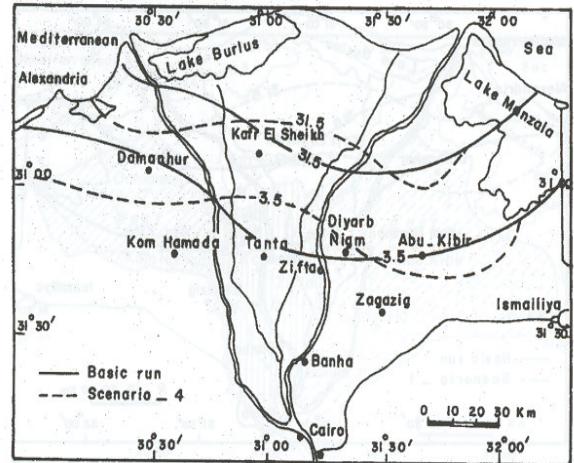 30° 30'
31° 00
31° 30'
32° 00
Mediterranean
Sea
Lake Burlus
Alexandria
Lake Manzala
31.5
Kafr El Sheikh
31.5
Damanhur
31° 00
31°
3.5
Diyarb
Nigm
Abu_Kibir
Kom Hamada
Tanta
3.5
Zifta
Zagazig
Ismailiya
31° 30'
31° 30'
Basic run
Banha
Scenario _ 4
0 10 20 30 Km
Cairo
30° 30'
31° 00
31° 30'
32° 00